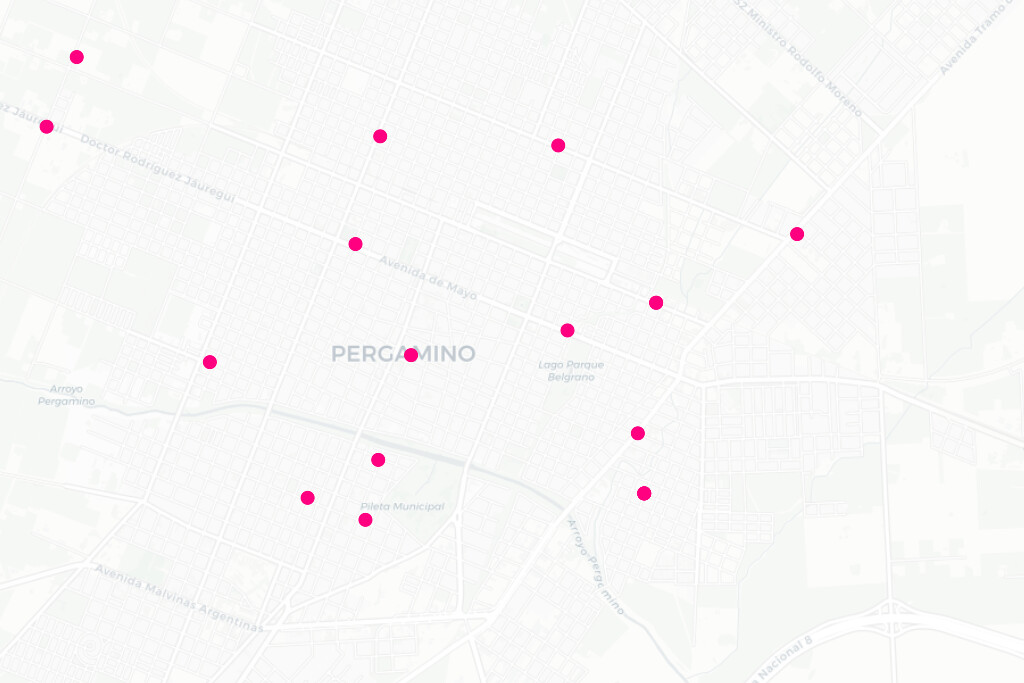 32 Ministro Rodolfo Moreno
Avenida Tramo
Jáuregui
Doctor Rodríguez Jáuregui
Avenida de Mayo
PERGAMINO
Lago Parque
Belgrano
Arroyo
Pergamino
Pileta Municipal
Arroyo Pergamino
Avenida Malvinas Argentinas
Nacional 8